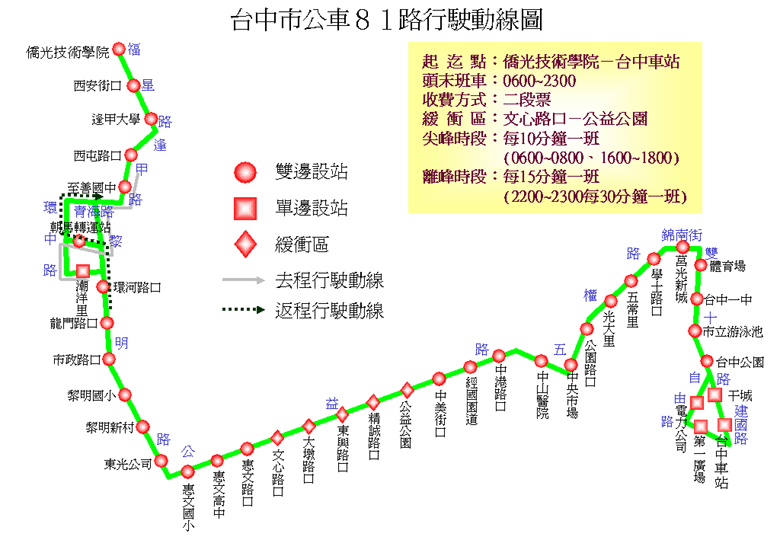 台中市公車８１路行駛動線圖
起迄點：僑光技術學院－台中車站
頭末班車：0600~2300
收費方式：二段票
緩衝區：文心路口－公益公園
尖峰時段：每10分鐘一班
(0600~0800、1600~1800)
離峰時段：每15分鐘一班
(2200~2300每30分鐘一班)
雙邊設站
單邊設站
緩衝區
去程行駛動線
返程行駛動線
僑光技術學院
西安街口
逢甲大學
西屯路口
至善國中
朝馬轉運站
潮洋里
環河路口
龍門路口
市政路口
黎明國小
黎明新村
東光公司
惠文國小
惠文高中
惠文路口
文心路口
大墩路口
東興路口
精誠路口
公益公園
中美街口
經國園道
中港路口
中山醫院
中央市場
公園路口
光大里
五常里
學士路口
莒光新城
體育場
台中一中
市立游泳池
台中公園
干城
台中車站
第一廣場
電力公司
福星路
逢甲路
青海路
環中路
黎明路
公益路
五權路
錦南街
雙十路
建國路
自由路